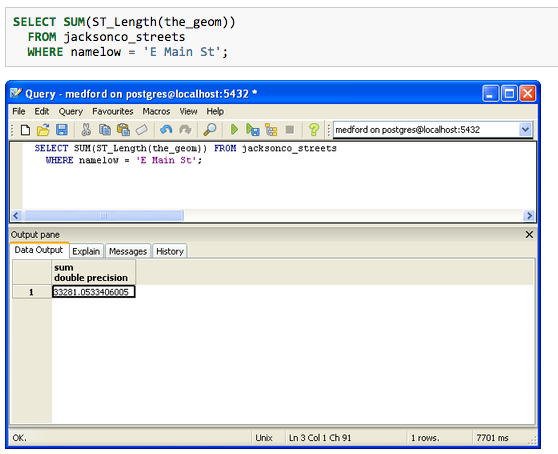 SELECT SUM(ST_Length(the_geom))
FROM jacksonco_streets
WHERE namelow = 'E Main St';
Query - medford on postgres@localhost:5432 *
File Edit Query Favourites Macros View Help
medford on postgres@localhost:5432
SELECT SUM(ST_Length(the_geom)) FROM jacksonco_streets
WHERE namelow = 'E Main St';
Output pane
Data Output Explain Messages History
sum
double precision
1 33281.0533406005
OK. Unix Ln 3 Col 1 Ch 91 1 rows. 7701 ms